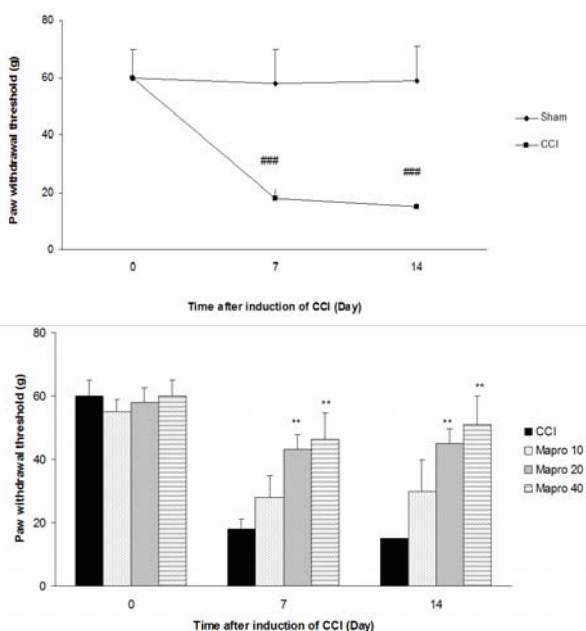 80
60
40
20
0
Paw withdrawal threshold (g)
###
###
Sham
CCI
0 7 14
Time after induction of CCI (Day)
80
60
40
20
0
Paw withdrawal threshold (g)
** **
** **
CCI
Mapro 10
Mapro 20
Mapro 40
0 7 14
Time after induction of CCI (Day)